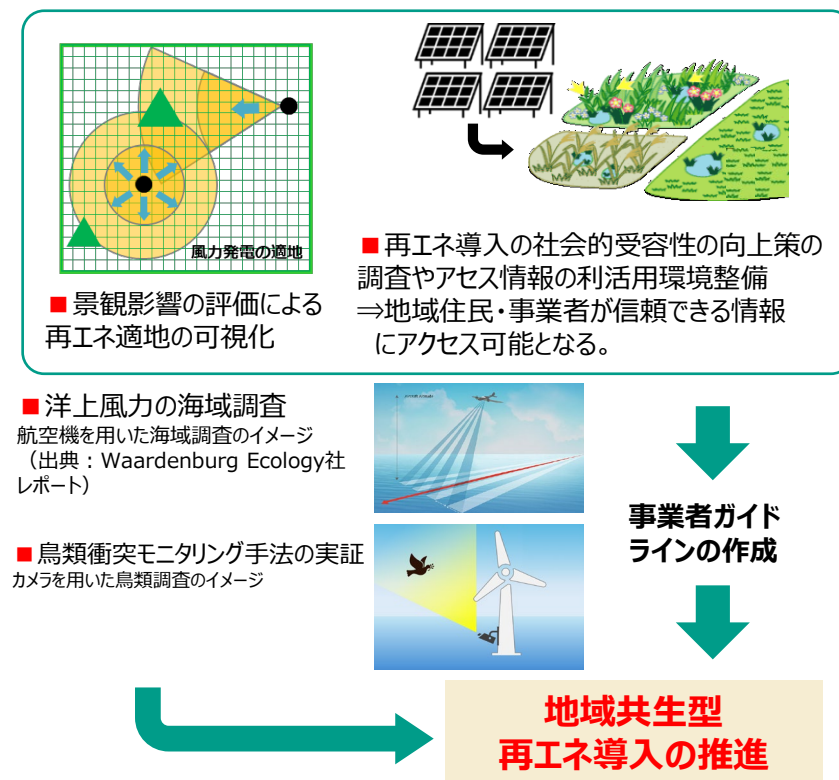 風力発電の適地
■景観影響の評価による
再エネ適地の可視化
■再エネ導入の社会的受容性の向上策の
調査やアセス情報の利活用環境整備
⇒地域住民・事業者が信頼できる情報
にアクセス可能となる。
■洋上風力の海域調査
航空機を用いた海域調査のイメージ
（出典：Waardenburg Ecology社
レポート）
■鳥類衝突モニタリング手法の実証
カメラを用いた鳥類調査のイメージ
事業者ガイド
ラインの作成
地域共生型
再エネ導入の推進